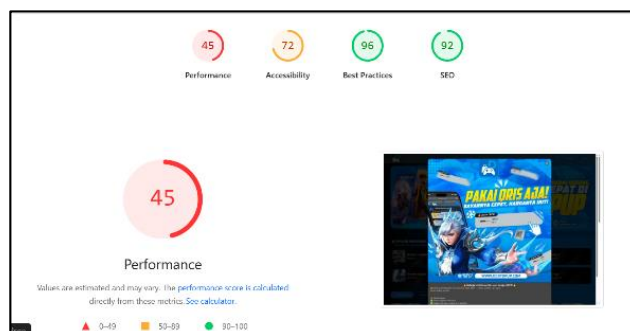 45
72
96
92
Performance
Accessibility
Best Practices
SEO
45
PAKAI QRIS AJA!
Performance
Values are estimated and may vary. The performance score is calculated
directly from these metrics. See calculator.
0–49
50–89
90–100